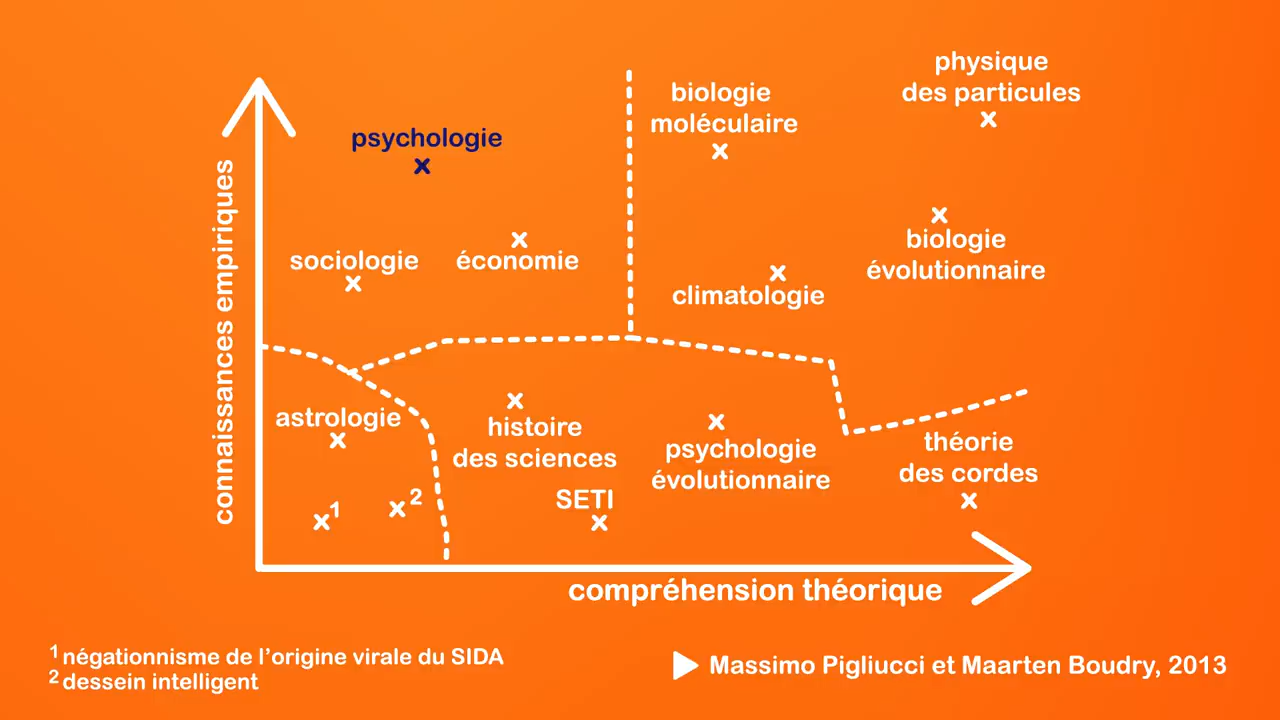 physique
des particules
biologie
moléculaire
psychologie
biologie
évolutionnaire
sociologie
économie
climatologie
connaissances empiriques
astrologie
histoire
des sciences
psychologie
évolutionnaire
théorie
des cordes
SETI
1
2
compréhension théorique
1 négationnisme de l’origine virale du SIDA
2 dessein intelligent
Massimo Pigliucci et Maarten Boudry, 2013